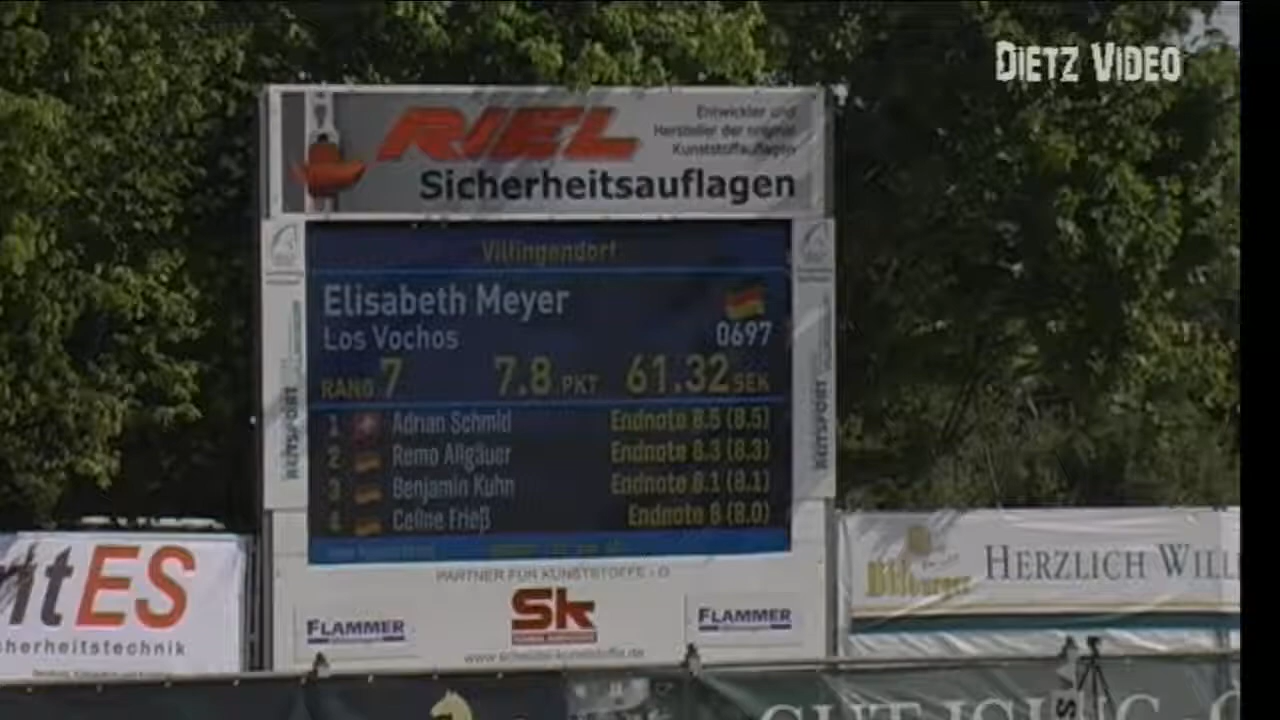 DIETZ VIDEO
RIEL
Entwickler und
Hersteller der original
Kunststoffauflagen
Sicherheitsauflagen
Villingendorf
Elisabeth Meyer
Los Vochos
0697
RANG 7 7.8 PKT 61.32 SEK
1 Adrian Schmid Endnote 8.5 (8.5)
2 Remo Allgäuer Endnote 8.3 (8.3)
3 Benjamin Kuhn Endnote 8.1 (8.1)
4 Celine Frieß Endnote 8 (8.0)
REITSPORT
REITSPORT
PARTNER FÜR KUNSTSTOFFE
FLAMMER
Sk
FLAMMER
ES
cherheitstechnik
Bitburger
HERZLICH WILL